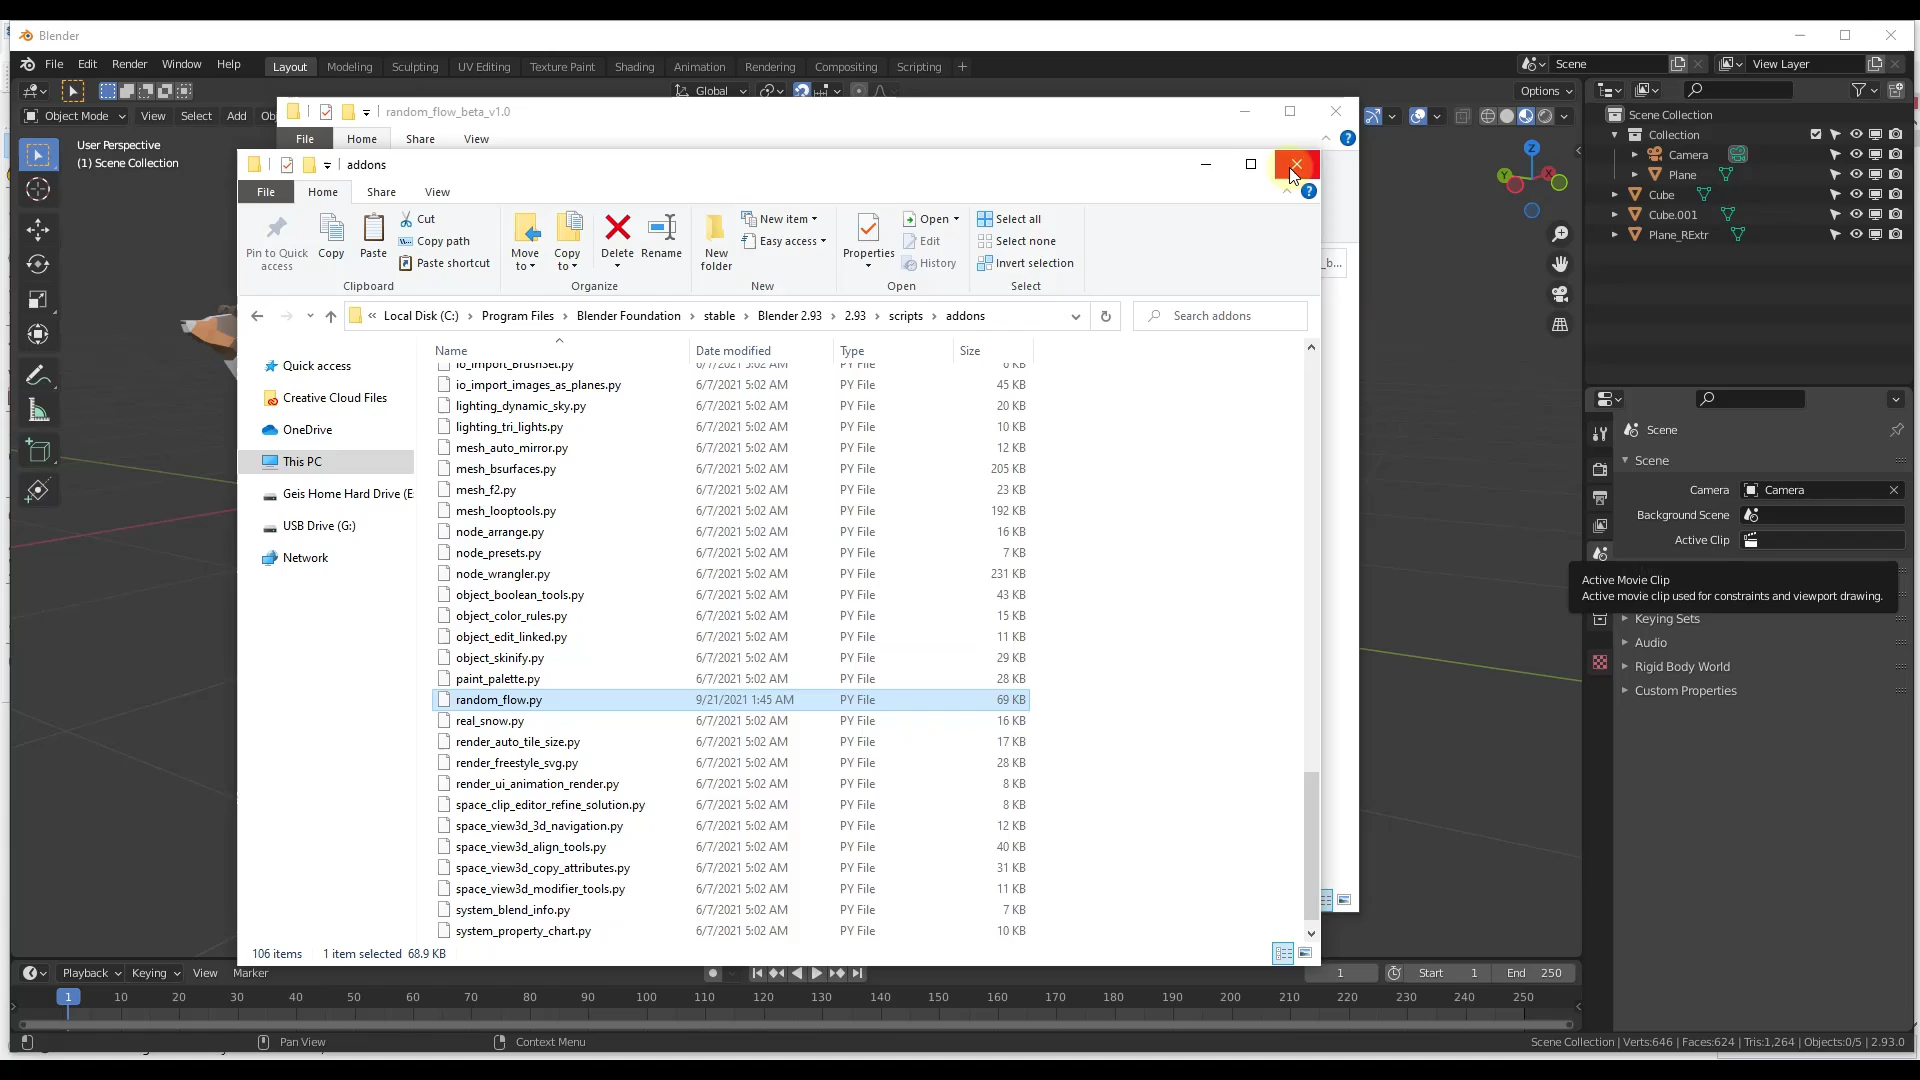 Blender
File Edit Render Window Help Layout Modeling Sculpting UV Editing Texture Paint Shading Animation Rendering Compositing Scripting + Scene View Layer
Global Options
Object Mode View Select Add
User Perspective
(1) Scene Collection
random_flow_beta_v1.0
File Home Share View
addons
File Home Share View
Pin to Quick access
Copy
Paste
Cut
Copy path
Paste shortcut
Clipboard
Move to
Copy to
Delete
Rename
Organize
New folder
New item
Easy access
New
Properties
Open
Edit
History
Open
Select all
Select none
Invert selection
Select
« Local Disk (C:) › Program Files › Blender Foundation › stable › Blender 2.93 › 2.93 › scripts › addons
Search addons
Quick access
Creative Cloud Files
OneDrive
This PC
Geis Home Hard Drive (E:
USB Drive (G:)
Network
Name Date modified Type Size
io_import_BrushSet.py 6/7/2021 5:02 AM PY File 6 KB
io_import_images_as_planes.py 6/7/2021 5:02 AM PY File 45 KB
lighting_dynamic_sky.py 6/7/2021 5:02 AM PY File 20 KB
lighting_tri_lights.py 6/7/2021 5:02 AM PY File 10 KB
mesh_auto_mirror.py 6/7/2021 5:02 AM PY File 12 KB
mesh_bsurfaces.py 6/7/2021 5:02 AM PY File 205 KB
mesh_f2.py 6/7/2021 5:02 AM PY File 23 KB
mesh_looptools.py 6/7/2021 5:02 AM PY File 192 KB
node_arrange.py 6/7/2021 5:02 AM PY File 16 KB
node_presets.py 6/7/2021 5:02 AM PY File 7 KB
node_wrangler.py 6/7/2021 5:02 AM PY File 231 KB
object_boolean_tools.py 6/7/2021 5:02 AM PY File 43 KB
object_color_rules.py 6/7/2021 5:02 AM PY File 15 KB
object_edit_linked.py 6/7/2021 5:02 AM PY File 11 KB
object_skinify.py 6/7/2021 5:02 AM PY File 29 KB
paint_palette.py 6/7/2021 5:02 AM PY File 28 KB
random_flow.py 9/21/2021 1:45 AM PY File 69 KB
real_snow.py 6/7/2021 5:02 AM PY File 16 KB
render_auto_tile_size.py 6/7/2021 5:02 AM PY File 17 KB
render_freestyle_svg.py 6/7/2021 5:02 AM PY File 28 KB
render_ui_animation_render.py 6/7/2021 5:02 AM PY File 8 KB
space_clip_editor_refine_solution.py 6/7/2021 5:02 AM PY File 8 KB
space_view3d_3d_navigation.py 6/7/2021 5:02 AM PY File 12 KB
space_view3d_align_tools.py 6/7/2021 5:02 AM PY File 40 KB
space_view3d_copy_attributes.py 6/7/2021 5:02 AM PY File 31 KB
space_view3d_modifier_tools.py 6/7/2021 5:02 AM PY File 11 KB
system_blend_info.py 6/7/2021 5:02 AM PY File 7 KB
system_property_chart.py 6/7/2021 5:02 AM PY File 10 KB
106 items 1 item selected 68.9 KB
_b...
Z
Y
X
Scene Collection
Collection
Camera
Plane
Cube
Cube.001
Plane_RExtr
Scene
Scene
Camera Camera
Background Scene
Active Clip
Active Movie Clip
Active movie clip used for constraints and viewport drawing.
Keying Sets
Audio
Rigid Body World
Custom Properties
Playback Keying View Marker 1 Start 1 End 250
1 10 20 30 40 50 60 70 80 90 100 110 120 130 140 150 160 170 180 190 200 210 220 230 240 250
Pan View Context Menu Scene Collection | Verts:646 | Faces:624 | Tris:1,264 | Objects:0/5 | 2.93.0